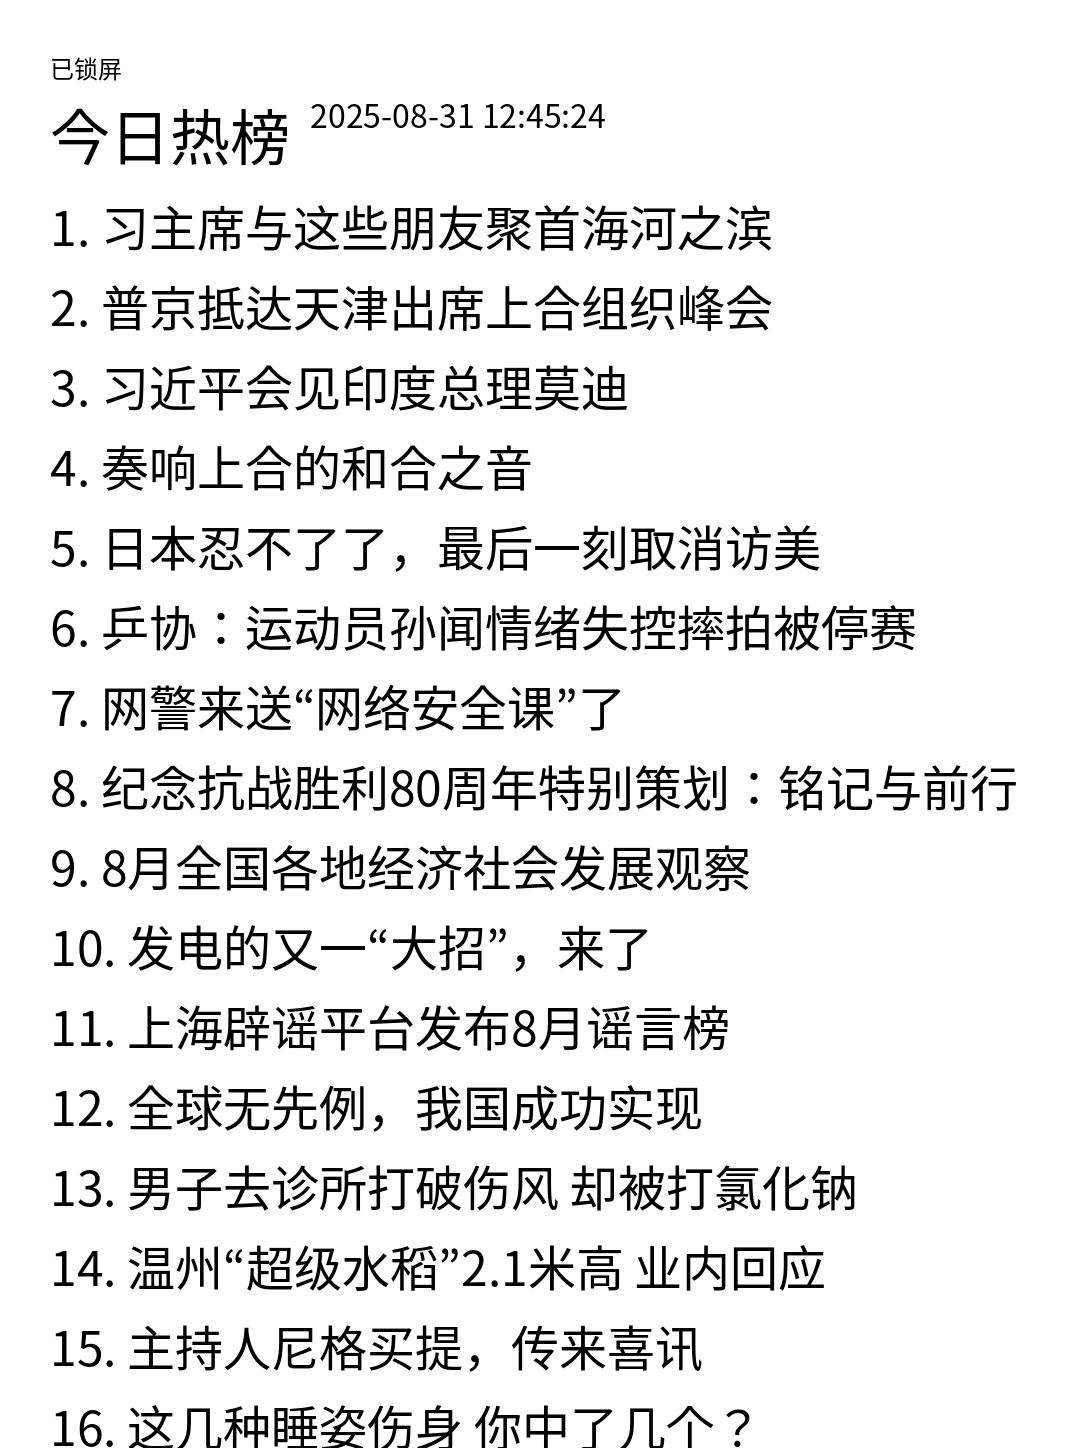 已锁屏
今日热榜 2025-08-31 12:45:24
1. 习主席与这些朋友聚首海河之滨
2. 普京抵达天津出席上合组织峰会
3. 习近平会见印度总理莫迪
4. 奏响上合的和合之音
5. 日本忍不了了，最后一刻取消访美
6. 乒协：运动员孙闻情绪失控摔拍被停赛
7. 网警来送“网络安全课”了
8. 纪念抗战胜利80周年特别策划：铭记与前行
9. 8月全国各地经济社会发展观察
10. 发电的又一“大招”，来了
11. 上海辟谣平台发布8月谣言榜
12. 全球无先例，我国成功实现
13. 男子去诊所打破伤风 却被打氯化钠
14. 温州“超级水稻”2.1米高 业内回应
15. 主持人尼格买提，传来喜讯
16. 这几种睡姿伤身 你中了几个？